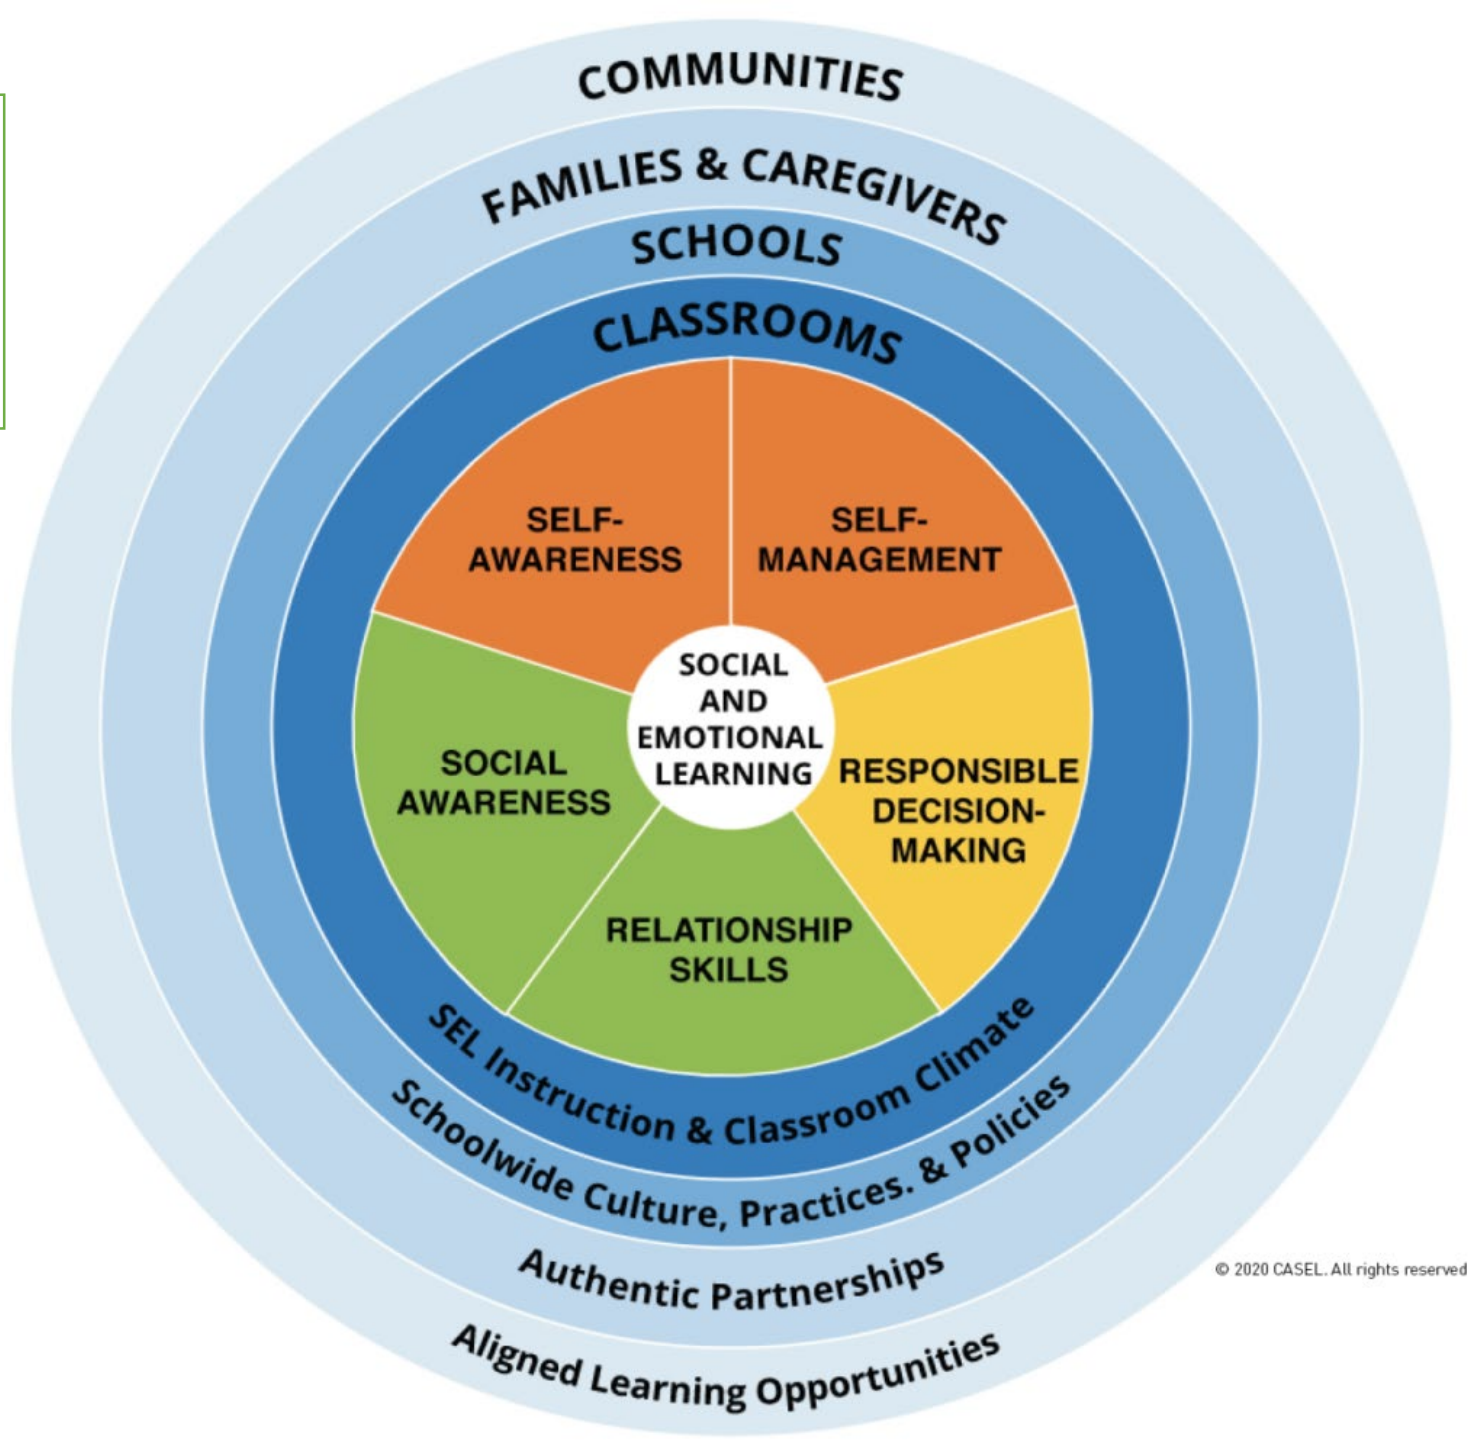 COMMUNITIES
FAMILIES & CAREGIVERS
SCHOOLS
CLASSROOMS
SELF-
AWARENESS
SELF-
MANAGEMENT
SOCIAL
AND
EMOTIONAL
LEARNING
SOCIAL
AWARENESS
RESPONSIBLE
DECISION-
MAKING
RELATIONSHIP
SKILLS
SEL Instruction & Classroom Climate
Schoolwide Culture, Practices. & Policies
Authentic Partnerships
Aligned Learning Opportunities
© 2020 CASEL. All rights reserved